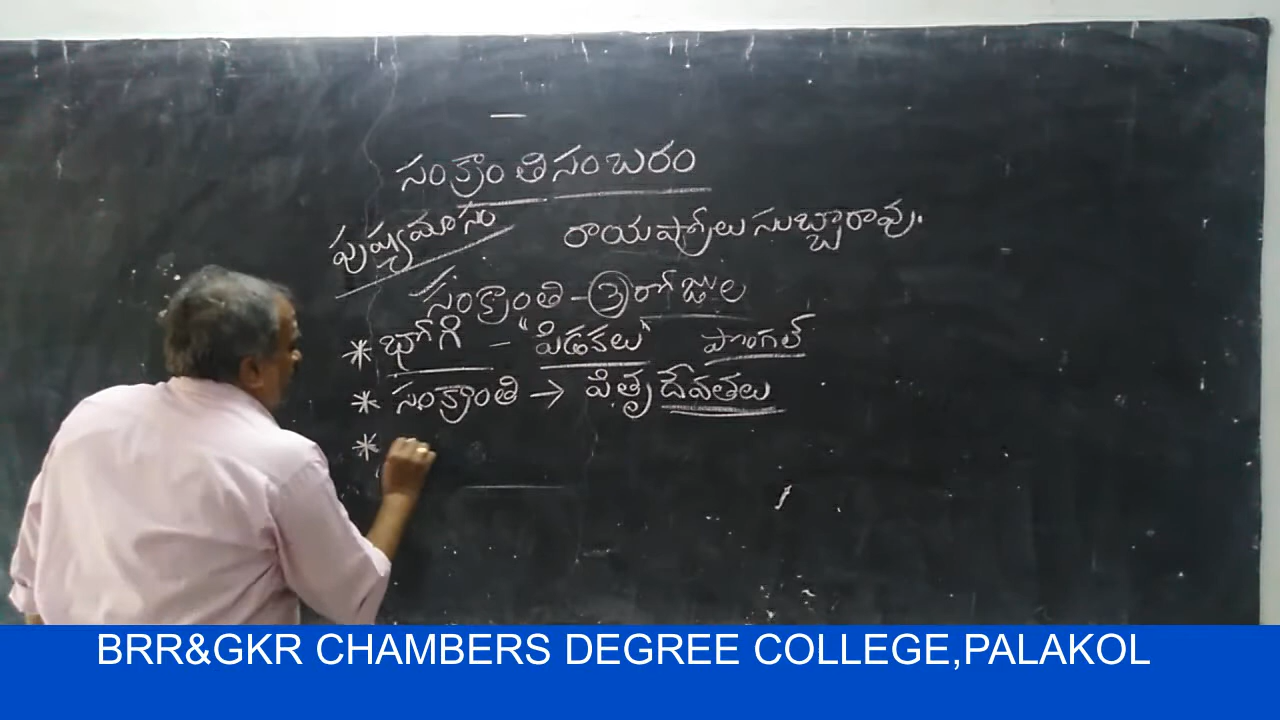 సంక్రాంతి సంబరం
పుష్యమాసం
రాయప్రోలు సుబ్బారావు.
సంక్రాంతి - 3 రోజుల
* భోగి - "పిడకలు" పొంగల్
* సంక్రాంతి → పితృ దేవతలు
*
BRR&GKR CHAMBERS DEGREE COLLEGE,PALAKOL